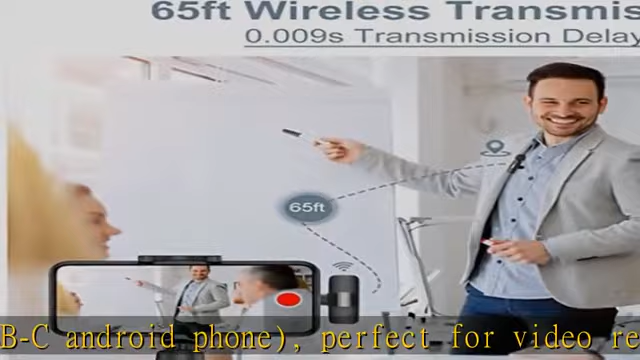 65ft Wireless Transmis
0.009s Transmission Delay
65ft
B-C android phone), perfect for video re